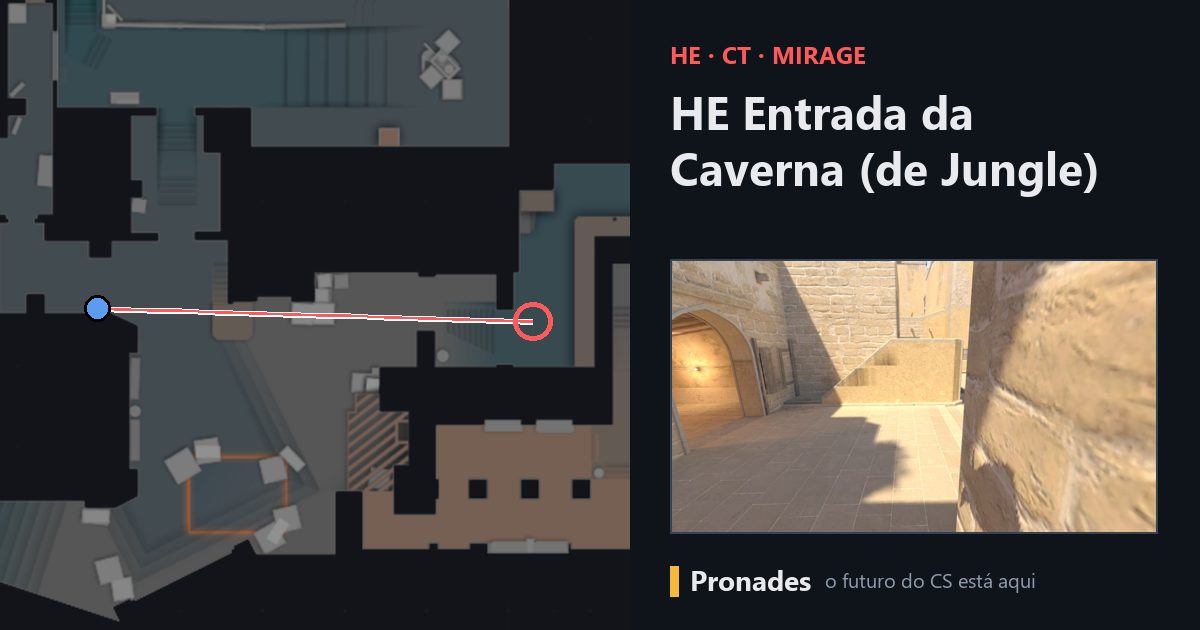 HE · CT · MIRAGE
HE Entrada da
Caverna (de Jungle)
Pronades o futuro do CS está aqui